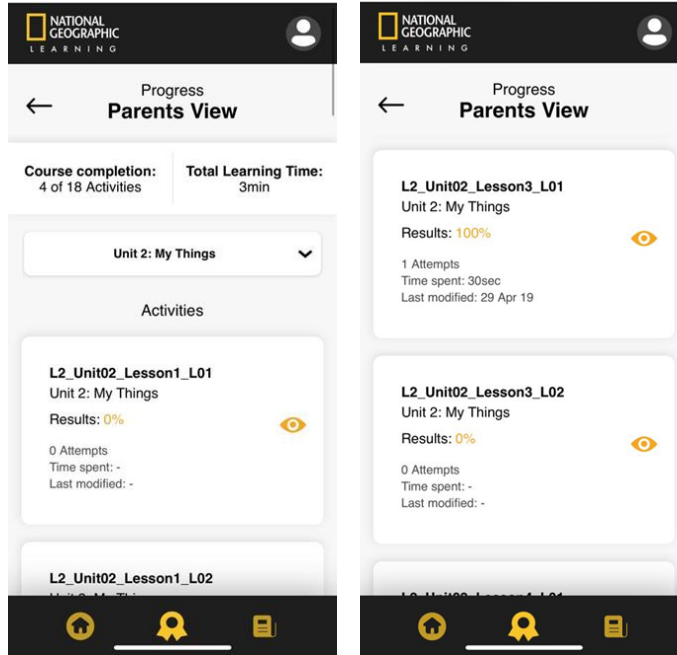 NATIONAL
GEOGRAPHIC
LEARNING
Progress
Parents View
Course completion:
4 of 18 Activities
Total Learning Time:
3min
Unit 2: My Things
Activities
L2_Unit02_Lesson1_L01
Unit 2: My Things
Results: 0%
0 Attempts
Time spent: -
Last modified: -
L2_Unit02_Lesson1_L02
NATIONAL
GEOGRAPHIC
LEARNING
Progress
Parents View
L2_Unit02_Lesson3_L01
Unit 2: My Things
Results: 100%
1 Attempts
Time spent: 30sec
Last modified: 29 Apr 19
L2_Unit02_Lesson3_L02
Unit 2: My Things
Results: 0%
0 Attempts
Time spent: -
Last modified: -